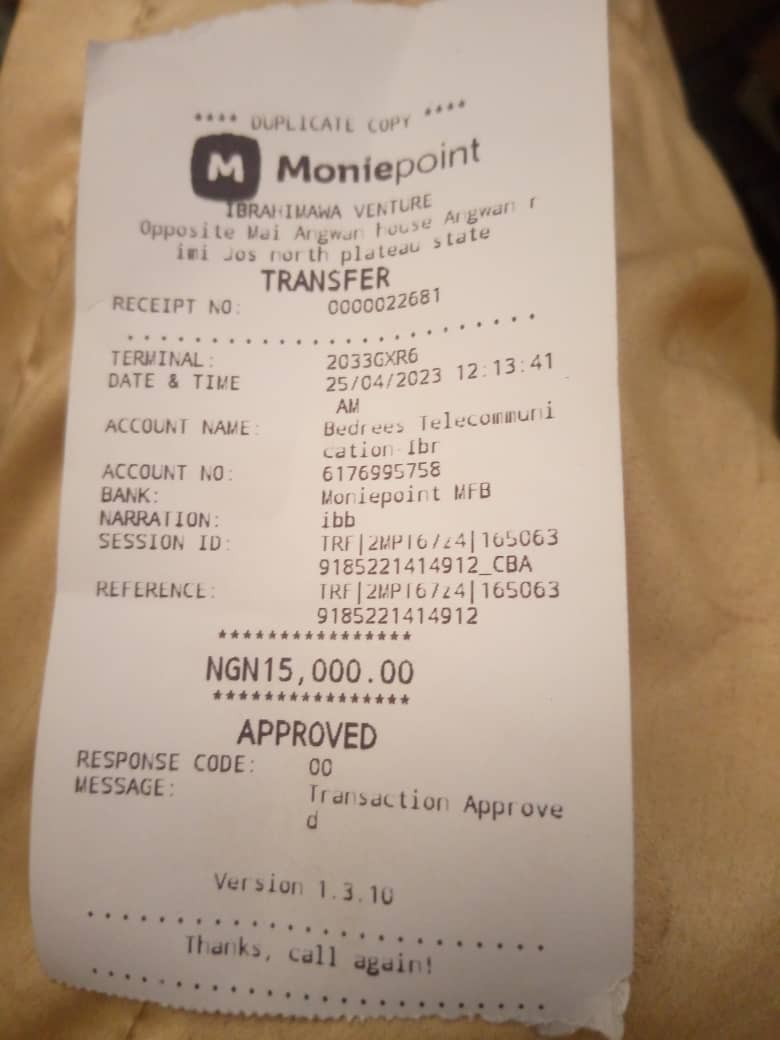 **** DUPLICATE COPY ****
M Moniepoint
IBRAHIMAWA VENTURE
Opposite Mai Angwan house Angwan r
imi Jos north plateau state
TRANSFER
RECEIPT NO: 0000022681
TERMINAL: 2033GXR6
DATE & TIME 25/04/2023 12:13:41
AM
ACCOUNT NAME: Bedrees Telecommuni
cation-Ibr
ACCOUNT NO: 6176995758
BANK: Moniepoint MFB
NARRATION: ibb
SESSION ID: TRF|2MPT67z4|165063
9185221414912_CBA
REFERENCE: TRF|2MPT67z4|165063
9185221414912
***************
NGN15,000.00
***************
APPROVED
RESPONSE CODE: 00
MESSAGE: Transaction Approve
d
Version 1.3.10
Thanks, call again!